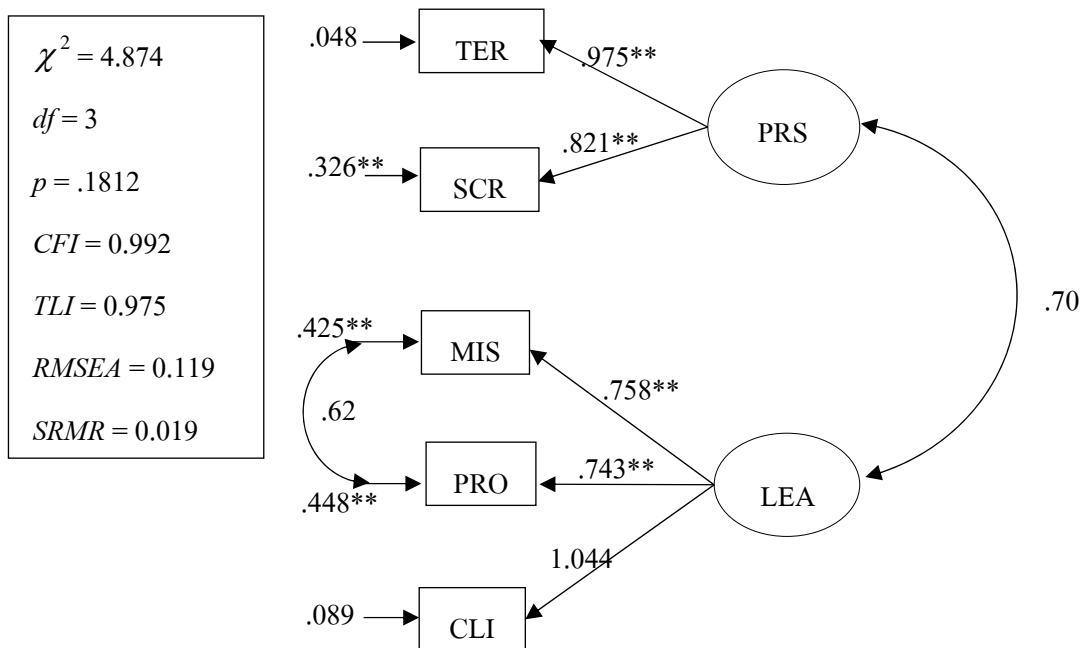 χ² = 4.874
df = 3
p = .1812
CFI = 0.992
TLI = 0.975
RMSEA = 0.119
SRMR = 0.019
.048
TER
.975**
PRS
.821**
.326**
SCR
.70
.425**
MIS
.758**
.62
PRO
.743**
LEA
.448**
1.044
.089
CLI